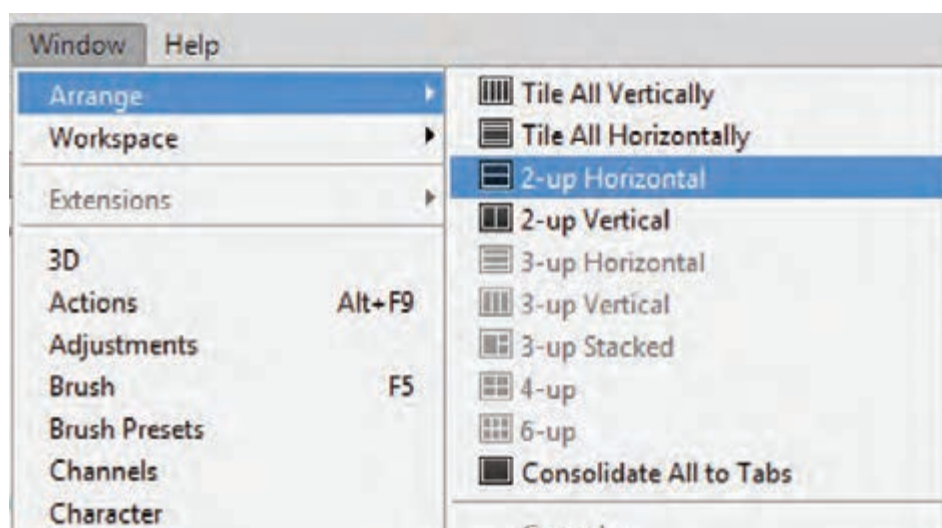 Window Help
Arrange
Workspace
Extensions
3D
Actions Alt+F9
Adjustments
Brush F5
Brush Presets
Channels
Character
Tile All Vertically
Tile All Horizontally
2-up Horizontal
2-up Vertical
3-up Horizontal
3-up Vertical
3-up Stacked
4-up
6-up
Consolidate All to Tabs